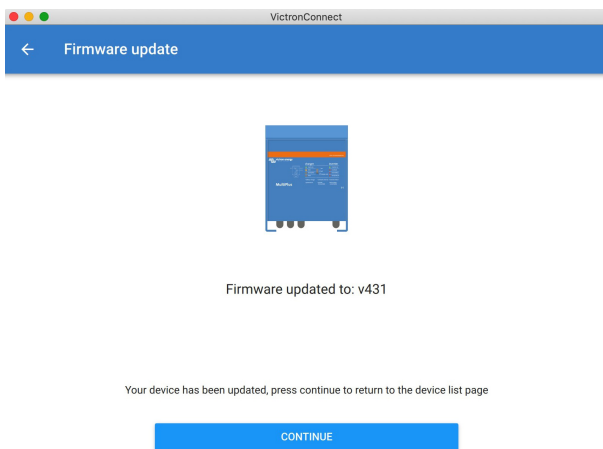 VictronConnect
Firmware update
MultiPlus
Firmware updated to: v431
Your device has been updated, press continue to return to the device list page
CONTINUE